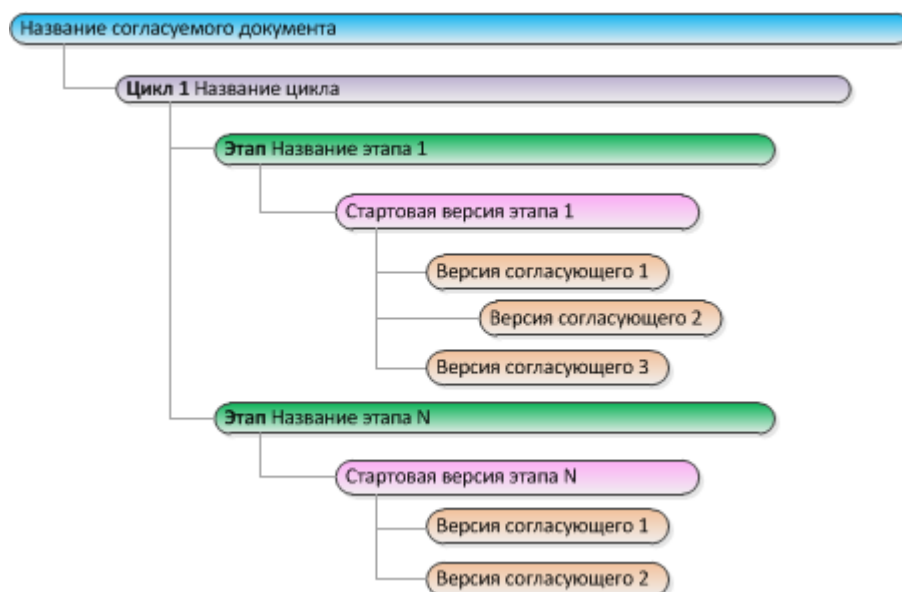 Название согласуемого документа
Цикл 1 Название цикла
Этап Название этапа 1
Стартовая версия этапа 1
Версия согласующего 1
Версия согласующего 2
Версия согласующего 3
Этап Название этапа N
Стартовая версия этапа N
Версия согласующего 1
Версия согласующего 2